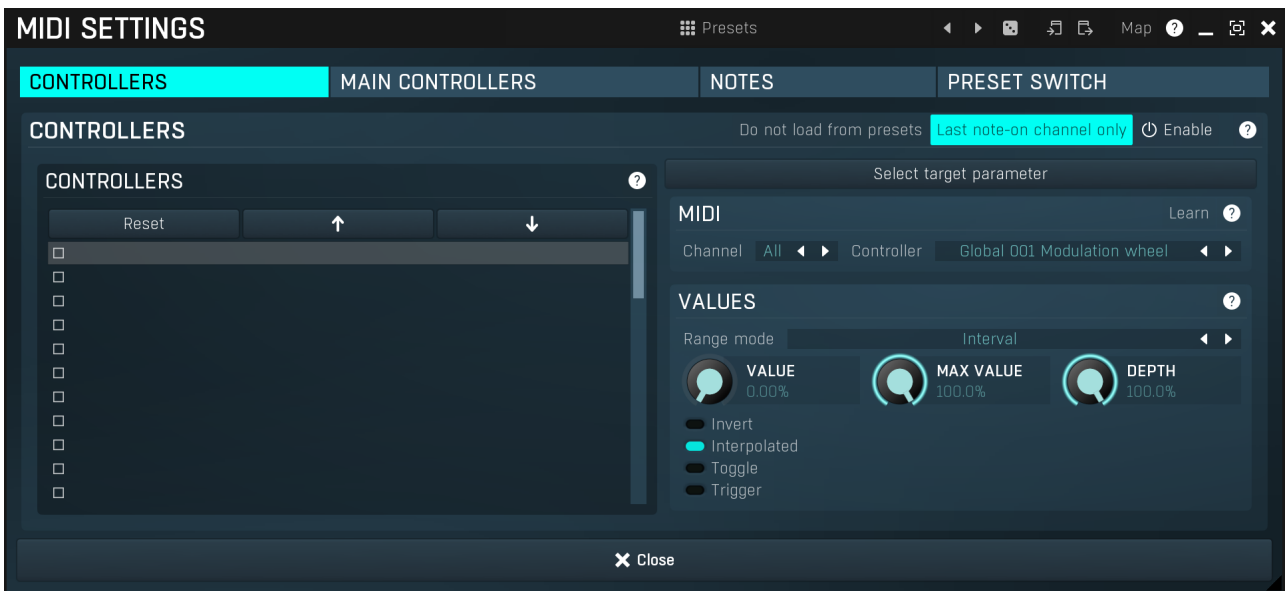 MIDI SETTINGS
Presets
Map ?
CONTROLLERS
MAIN CONTROLLERS
NOTES
PRESET SWITCH
CONTROLLERS
Do not load from presets
Last note-on channel only
Enable
?
CONTROLLERS ?
Reset
Select target parameter
MIDI
Learn ?
Channel All
Controller Global 001 Modulation wheel
VALUES ?
Range mode Interval
VALUE
0.00%
MAX VALUE
100.0%
DEPTH
100.0%
Invert
Interpolated
Toggle
Trigger
Close